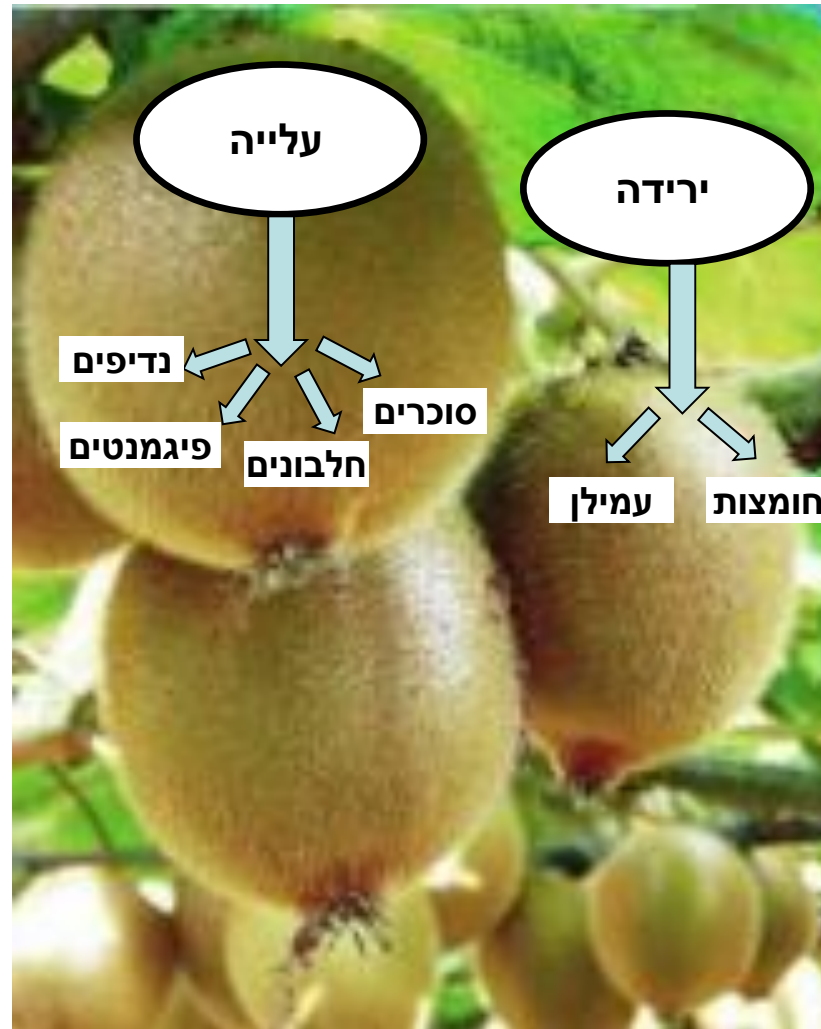 עלייה
ירידה
נדיפים
פיגמנטים
חלבונים
סוכרים
עמילן
חומצות